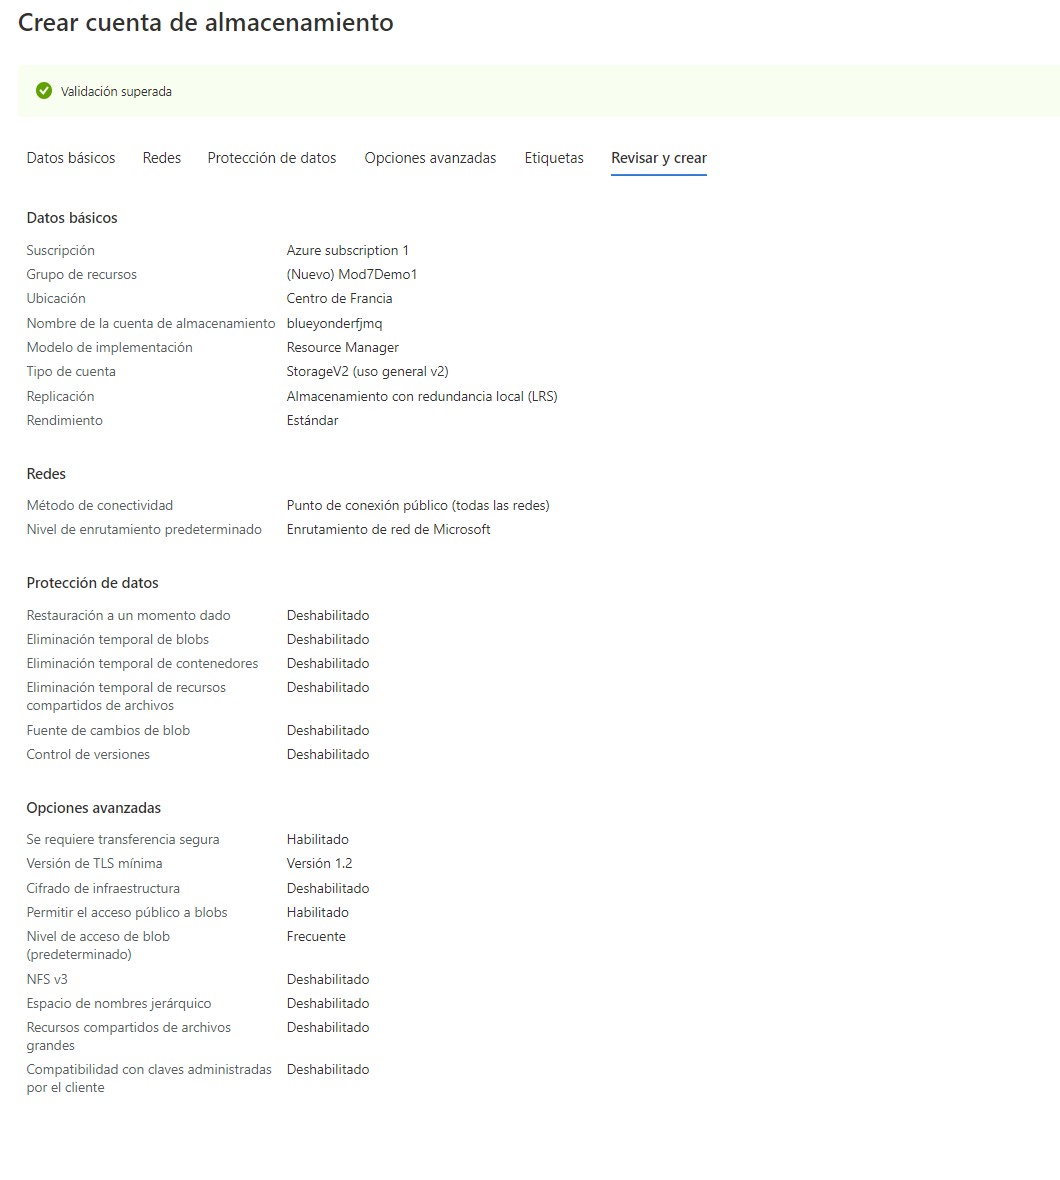 Crear cuenta de almacenamiento
Validación superada
Datos básicos Redes Protección de datos Opciones avanzadas Etiquetas Revisar y crear
Datos básicos
Suscripción Azure subscription 1
Grupo de recursos (Nuevo) Mod7Demo1
Ubicación Centro de Francia
Nombre de la cuenta de almacenamiento blueyonderfjmq
Modelo de implementación Resource Manager
Tipo de cuenta StorageV2 (uso general v2)
Replicación Almacenamiento con redundancia local (LRS)
Rendimiento Estándar
Redes
Método de conectividad Punto de conexión público (todas las redes)
Nivel de enrutamiento predeterminado Enrutamiento de red de Microsoft
Protección de datos
Restauración a un momento dado Deshabilitado
Eliminación temporal de blobs Deshabilitado
Eliminación temporal de contenedores Deshabilitado
Eliminación temporal de recursos Deshabilitado
compartidos de archivos
Fuente de cambios de blob Deshabilitado
Control de versiones Deshabilitado
Opciones avanzadas
Se requiere transferencia segura Habilitado
Versión de TLS mínima Versión 1.2
Cifrado de infraestructura Deshabilitado
Permitir el acceso público a blobs Habilitado
Nivel de acceso de blob Frecuente
(predeterminado)
NFS v3 Deshabilitado
Espacio de nombres jerárquico Deshabilitado
Recursos compartidos de archivos Deshabilitado
grandes
Compatibilidad con claves administradas Deshabilitado
por el cliente